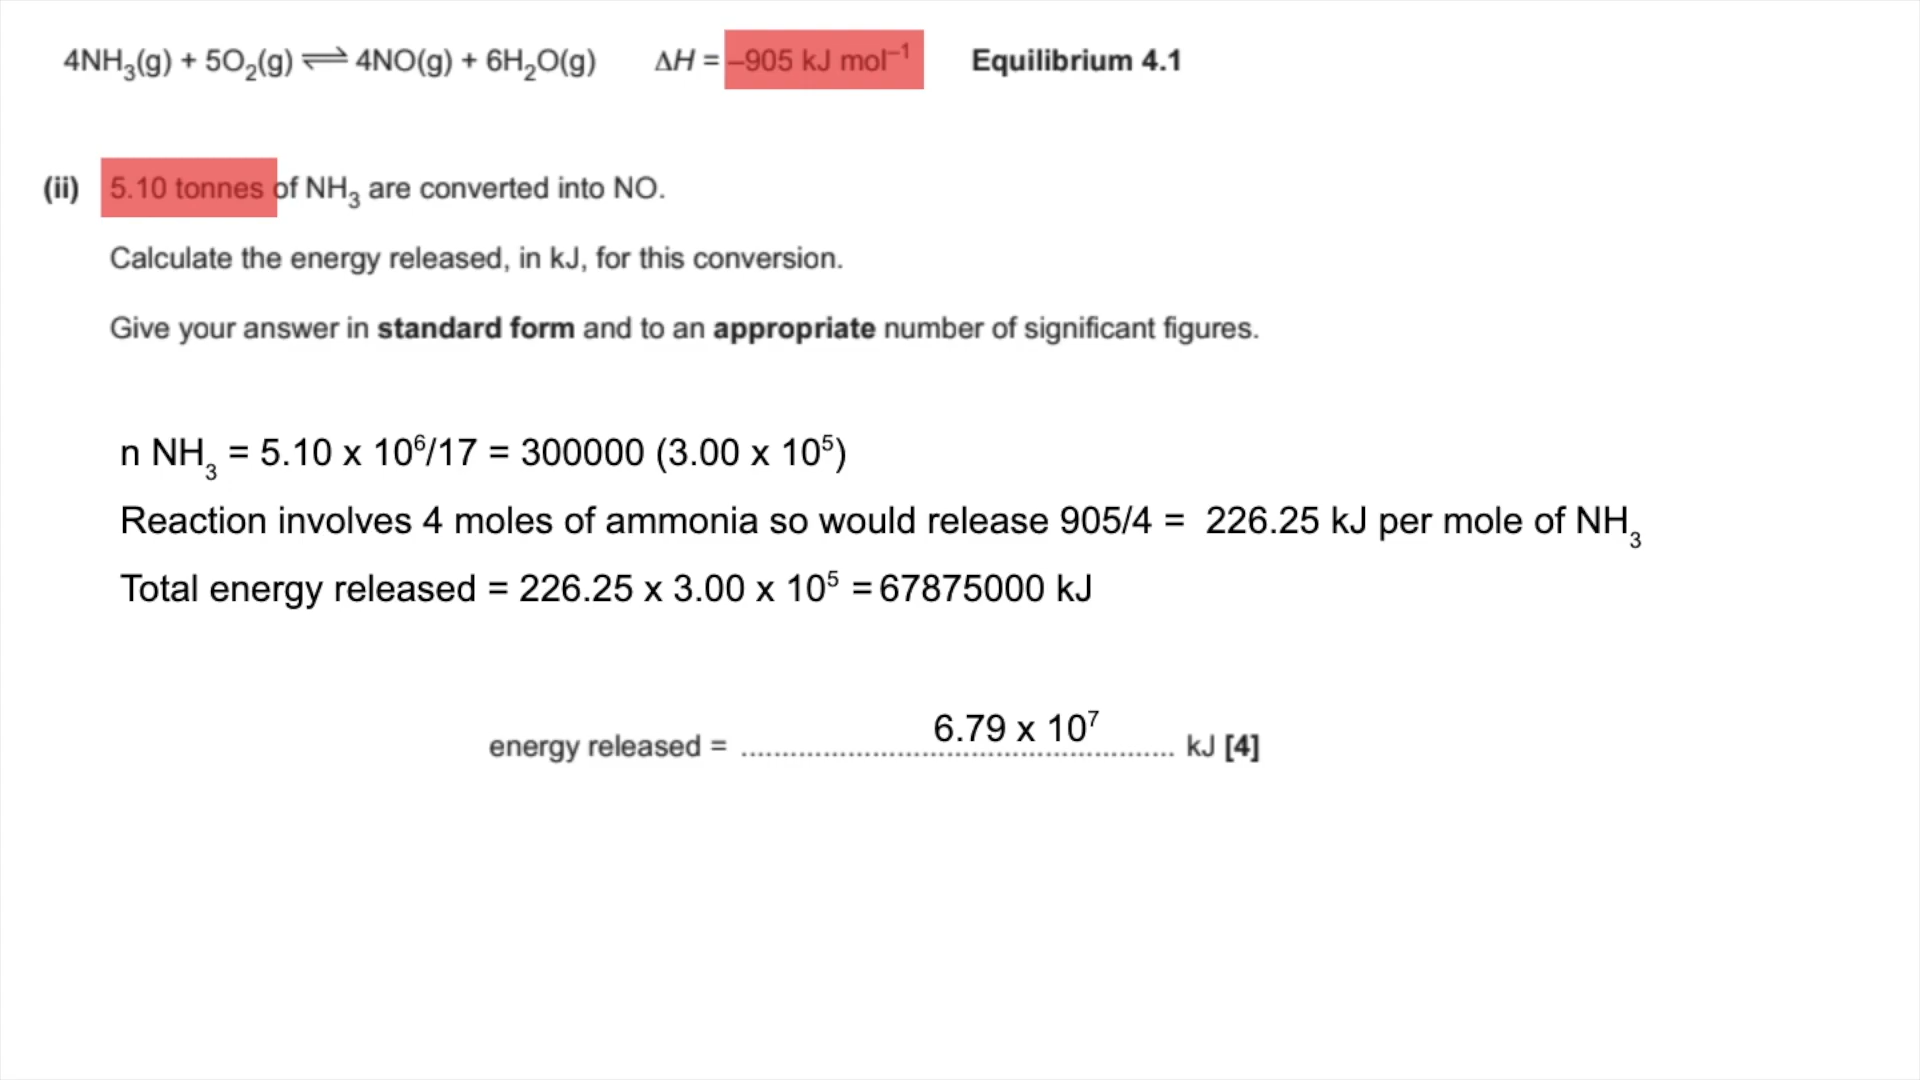 4NH₃(g) + 5O₂(g) ⇌ 4NO(g) + 6H₂O(g) ΔH = –905 kJ mol⁻¹ Equilibrium 4.1
(ii) 5.10 tonnes of NH₃ are converted into NO.
Calculate the energy released, in kJ, for this conversion.
Give your answer in standard form and to an appropriate number of significant figures.
n NH₃ = 5.10 x 10⁶/17 = 300000 (3.00 x 10⁵)
Reaction involves 4 moles of ammonia so would release 905/4 = 226.25 kJ per mole of NH₃
Total energy released = 226.25 x 3.00 x 10⁵ = 67875000 kJ
energy released = 6.79 x 10⁷ kJ [4]